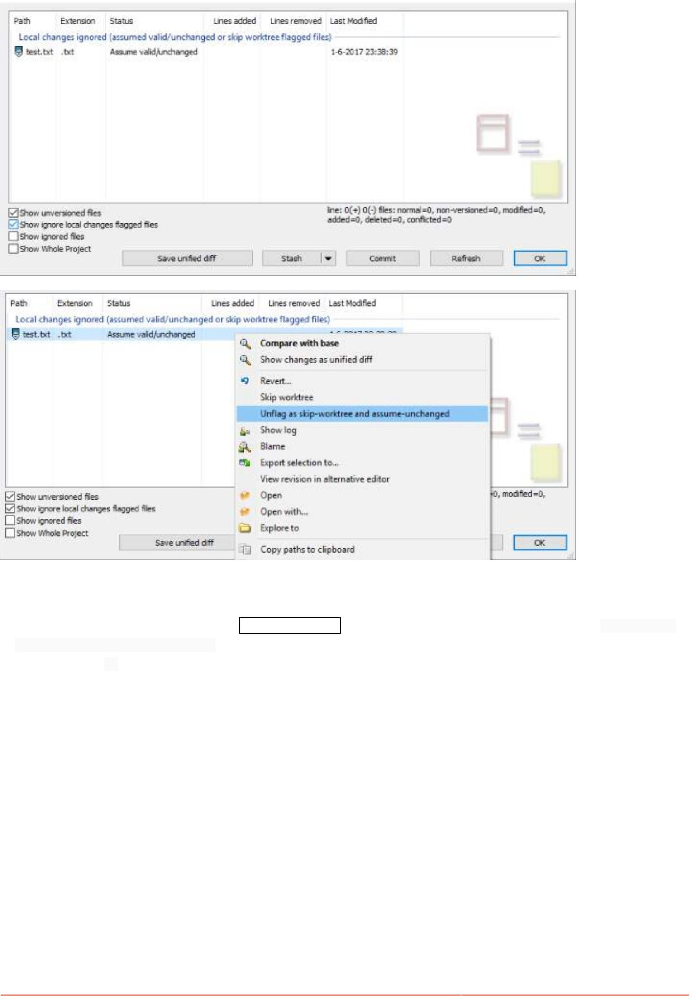 Path Extension Status Lines added Lines removed Last Modified
Local changes ignored (assumed valid/unchanged or skip worktree flagged files)
test.txt .txt Assume valid/unchanged 1-6-2017 23:38:39
Show unversioned files
line: 0(+) 0(-) files: normal=0, non-versioned=0, modified=0,
added=0, deleted=0, conflicted=0
Show ignore local changes flagged files
Show ignored files
Show Whole Project
Save unified diff Stash Commit Refresh OK
Path Extension Status Lines added Lines removed Last Modified
Local changes ignored (assumed valid/unchanged or skip worktree flagged files)
test.txt .txt Assume valid/unchanged
Compare with base
Show changes as unified diff
Revert...
Skip worktree
Unflag as skip-worktree and assume-unchanged
Show log
Blame
Export selection to...
View revision in alternative editor
Open
Open with...
Explore to
Copy paths to clipboard
Show unversioned files
=0, modified=0,
Show ignore local changes flagged files
Show ignored files
Show Whole Project
Save unified diff OK